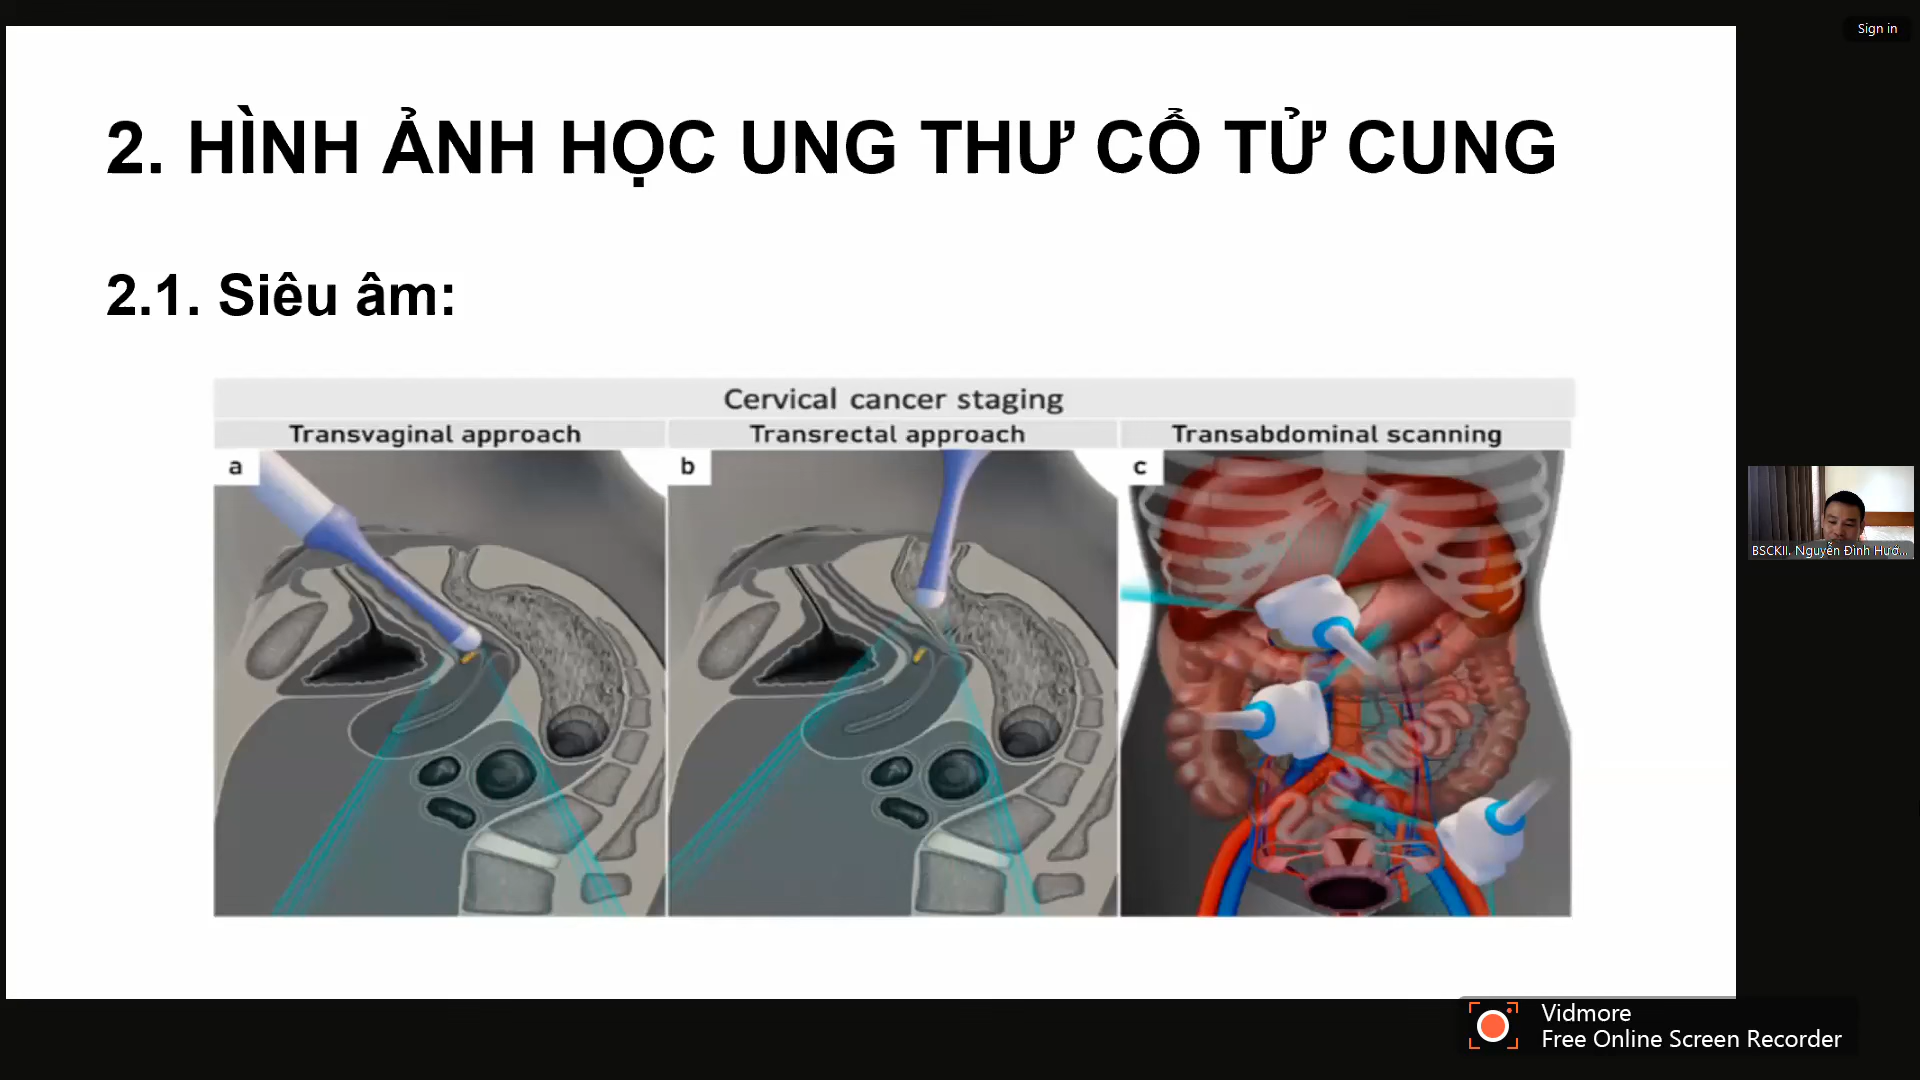 Sign in
2. HÌNH ẢNH HỌC UNG THƯ CỔ TỬ CUNG
2.1. Siêu âm:
Cervical cancer staging
Transvaginal approach
Transrectal approach
Transabdominal scanning
a
b
c
BSCKII. Nguyễn Đình Hướ...
Vidmore
Free Online Screen Recorder